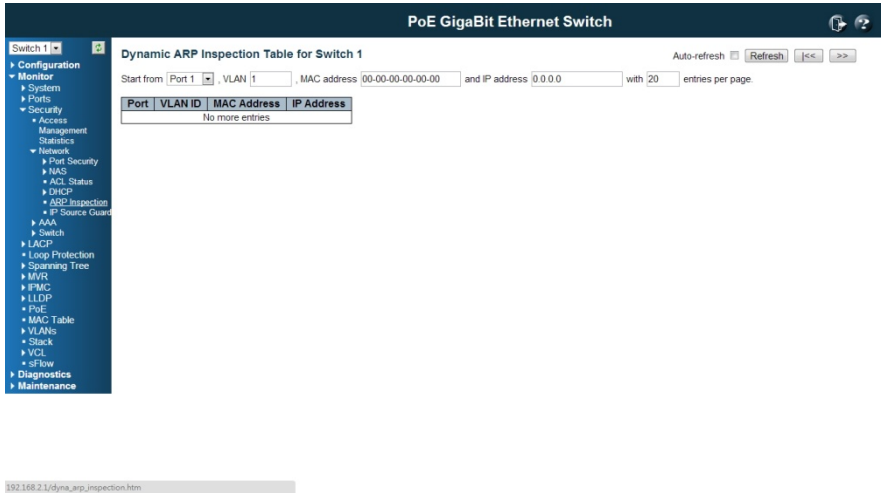 PoE GigaBit Ethernet Switch
Switch 1
Configuration
Monitor
System
Ports
Security
Access
Management
Statistics
Network
Port Security
NAS
ACL Status
DHCP
ARP Inspection
IP Source Guard
AAA
Switch
LACP
Loop Protection
Spanning Tree
MVR
IPMC
LLDP
PoE
MAC Table
VLANs
Stack
VCL
sFlow
Diagnostics
Maintenance
Dynamic ARP Inspection Table for Switch 1
Auto-refresh Refresh |<< >>
Start from Port 1 , VLAN 1 , MAC address 00-00-00-00-00-00 and IP address 0.0.0.0 with 20 entries per page.
Port VLAN ID MAC Address IP Address
No more entries
192.168.2.1/dyna_arp_inspection.htm